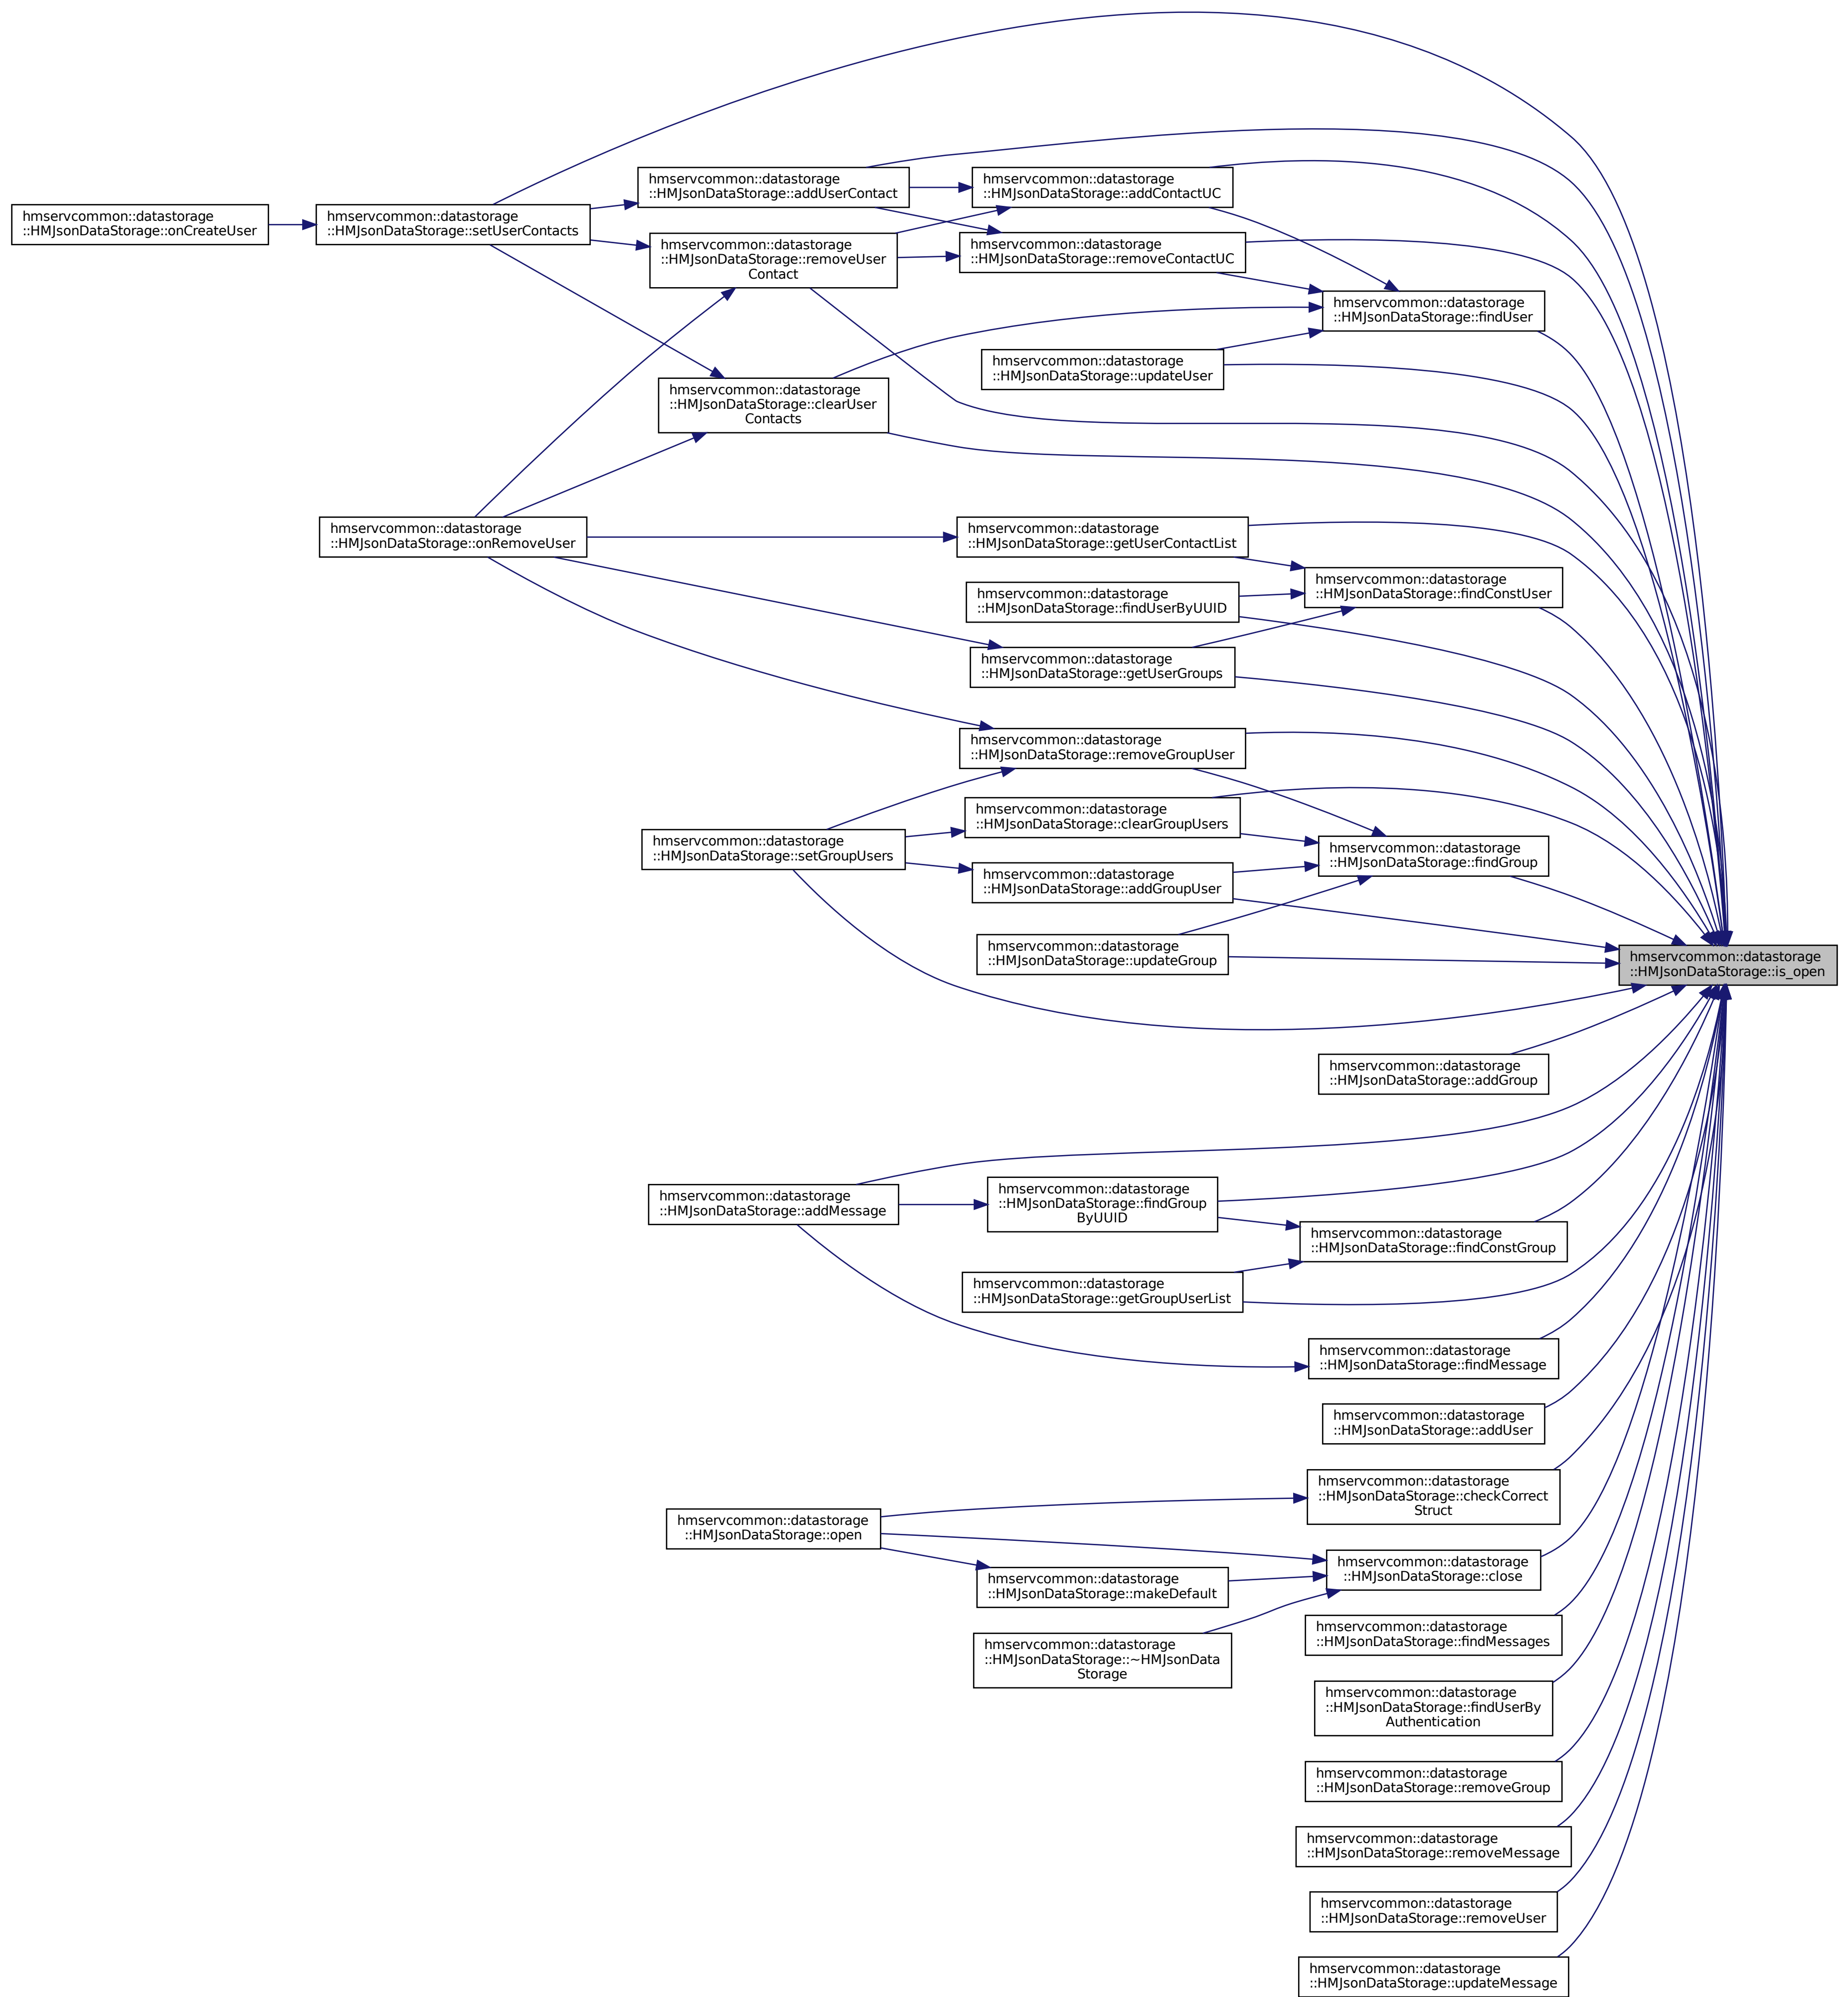 hmservcommon::datastorage
::HMJsonDataStorage::onCreateUser
hmservcommon::datastorage
::HMJsonDataStorage::setUserContacts
hmservcommon::datastorage
::HMJsonDataStorage::addUserContact
hmservcommon::datastorage
::HMJsonDataStorage::addContactUC
hmservcommon::datastorage
::HMJsonDataStorage::removeUser
Contact
hmservcommon::datastorage
::HMJsonDataStorage::removeContactUC
hmservcommon::datastorage
::HMJsonDataStorage::findUser
hmservcommon::datastorage
::HMJsonDataStorage::updateUser
hmservcommon::datastorage
::HMJsonDataStorage::clearUser
Contacts
hmservcommon::datastorage
::HMJsonDataStorage::onRemoveUser
hmservcommon::datastorage
::HMJsonDataStorage::getUserContactList
hmservcommon::datastorage
::HMJsonDataStorage::findConstUser
hmservcommon::datastorage
::HMJsonDataStorage::findUserByUUID
hmservcommon::datastorage
::HMJsonDataStorage::getUserGroups
hmservcommon::datastorage
::HMJsonDataStorage::removeGroupUser
hmservcommon::datastorage
::HMJsonDataStorage::clearGroupUsers
hmservcommon::datastorage
::HMJsonDataStorage::setGroupUsers
hmservcommon::datastorage
::HMJsonDataStorage::findGroup
hmservcommon::datastorage
::HMJsonDataStorage::addGroupUser
hmservcommon::datastorage
::HMJsonDataStorage::updateGroup
hmservcommon::datastorage
::HMJsonDataStorage::is_open
hmservcommon::datastorage
::HMJsonDataStorage::addGroup
hmservcommon::datastorage
::HMJsonDataStorage::addMessage
hmservcommon::datastorage
::HMJsonDataStorage::findGroup
ByUUID
hmservcommon::datastorage
::HMJsonDataStorage::findConstGroup
hmservcommon::datastorage
::HMJsonDataStorage::getGroupUserList
hmservcommon::datastorage
::HMJsonDataStorage::findMessage
hmservcommon::datastorage
::HMJsonDataStorage::addUser
hmservcommon::datastorage
::HMJsonDataStorage::checkCorrect
Struct
hmservcommon::datastorage
::HMJsonDataStorage::open
hmservcommon::datastorage
::HMJsonDataStorage::close
hmservcommon::datastorage
::HMJsonDataStorage::makeDefault
hmservcommon::datastorage
::HMJsonDataStorage::findMessages
hmservcommon::datastorage
::HMJsonDataStorage::~HMJsonData
Storage
hmservcommon::datastorage
::HMJsonDataStorage::findUserBy
Authentication
hmservcommon::datastorage
::HMJsonDataStorage::removeGroup
hmservcommon::datastorage
::HMJsonDataStorage::removeMessage
hmservcommon::datastorage
::HMJsonDataStorage::removeUser
hmservcommon::datastorage
::HMJsonDataStorage::updateMessage